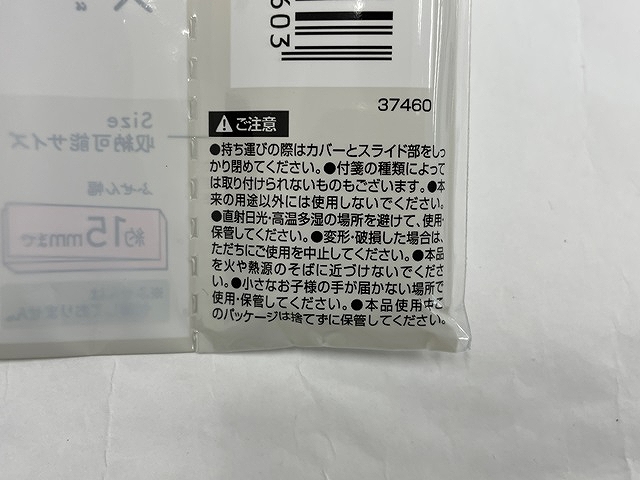 603
37460
ご注意
●持ち運びの際はカバーとスライド部をしっ
かり閉めてください。●付箋の種類によって
は取り付けられないものもございます。●本
来の用途以外には使用しないでください。
●直射日光・高温多湿の場所を避けて、使用・
保管してください。●変形・破損した場合は、
ただちにご使用を中止してください。●本品
を火や熱源のそばに近づけないでくださ
い。●小さなお子様の手が届かない場所で
使用・保管してください。●本品使用中こ
のパッケージは捨てずに保管してください。
Size
収納可能サイズ
ふせん幅
約15mmまで